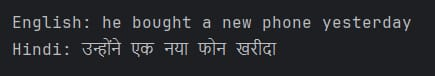 English: he bought a new phone yesterday
Hindi: उन्होंने एक नया फोन खरीदा